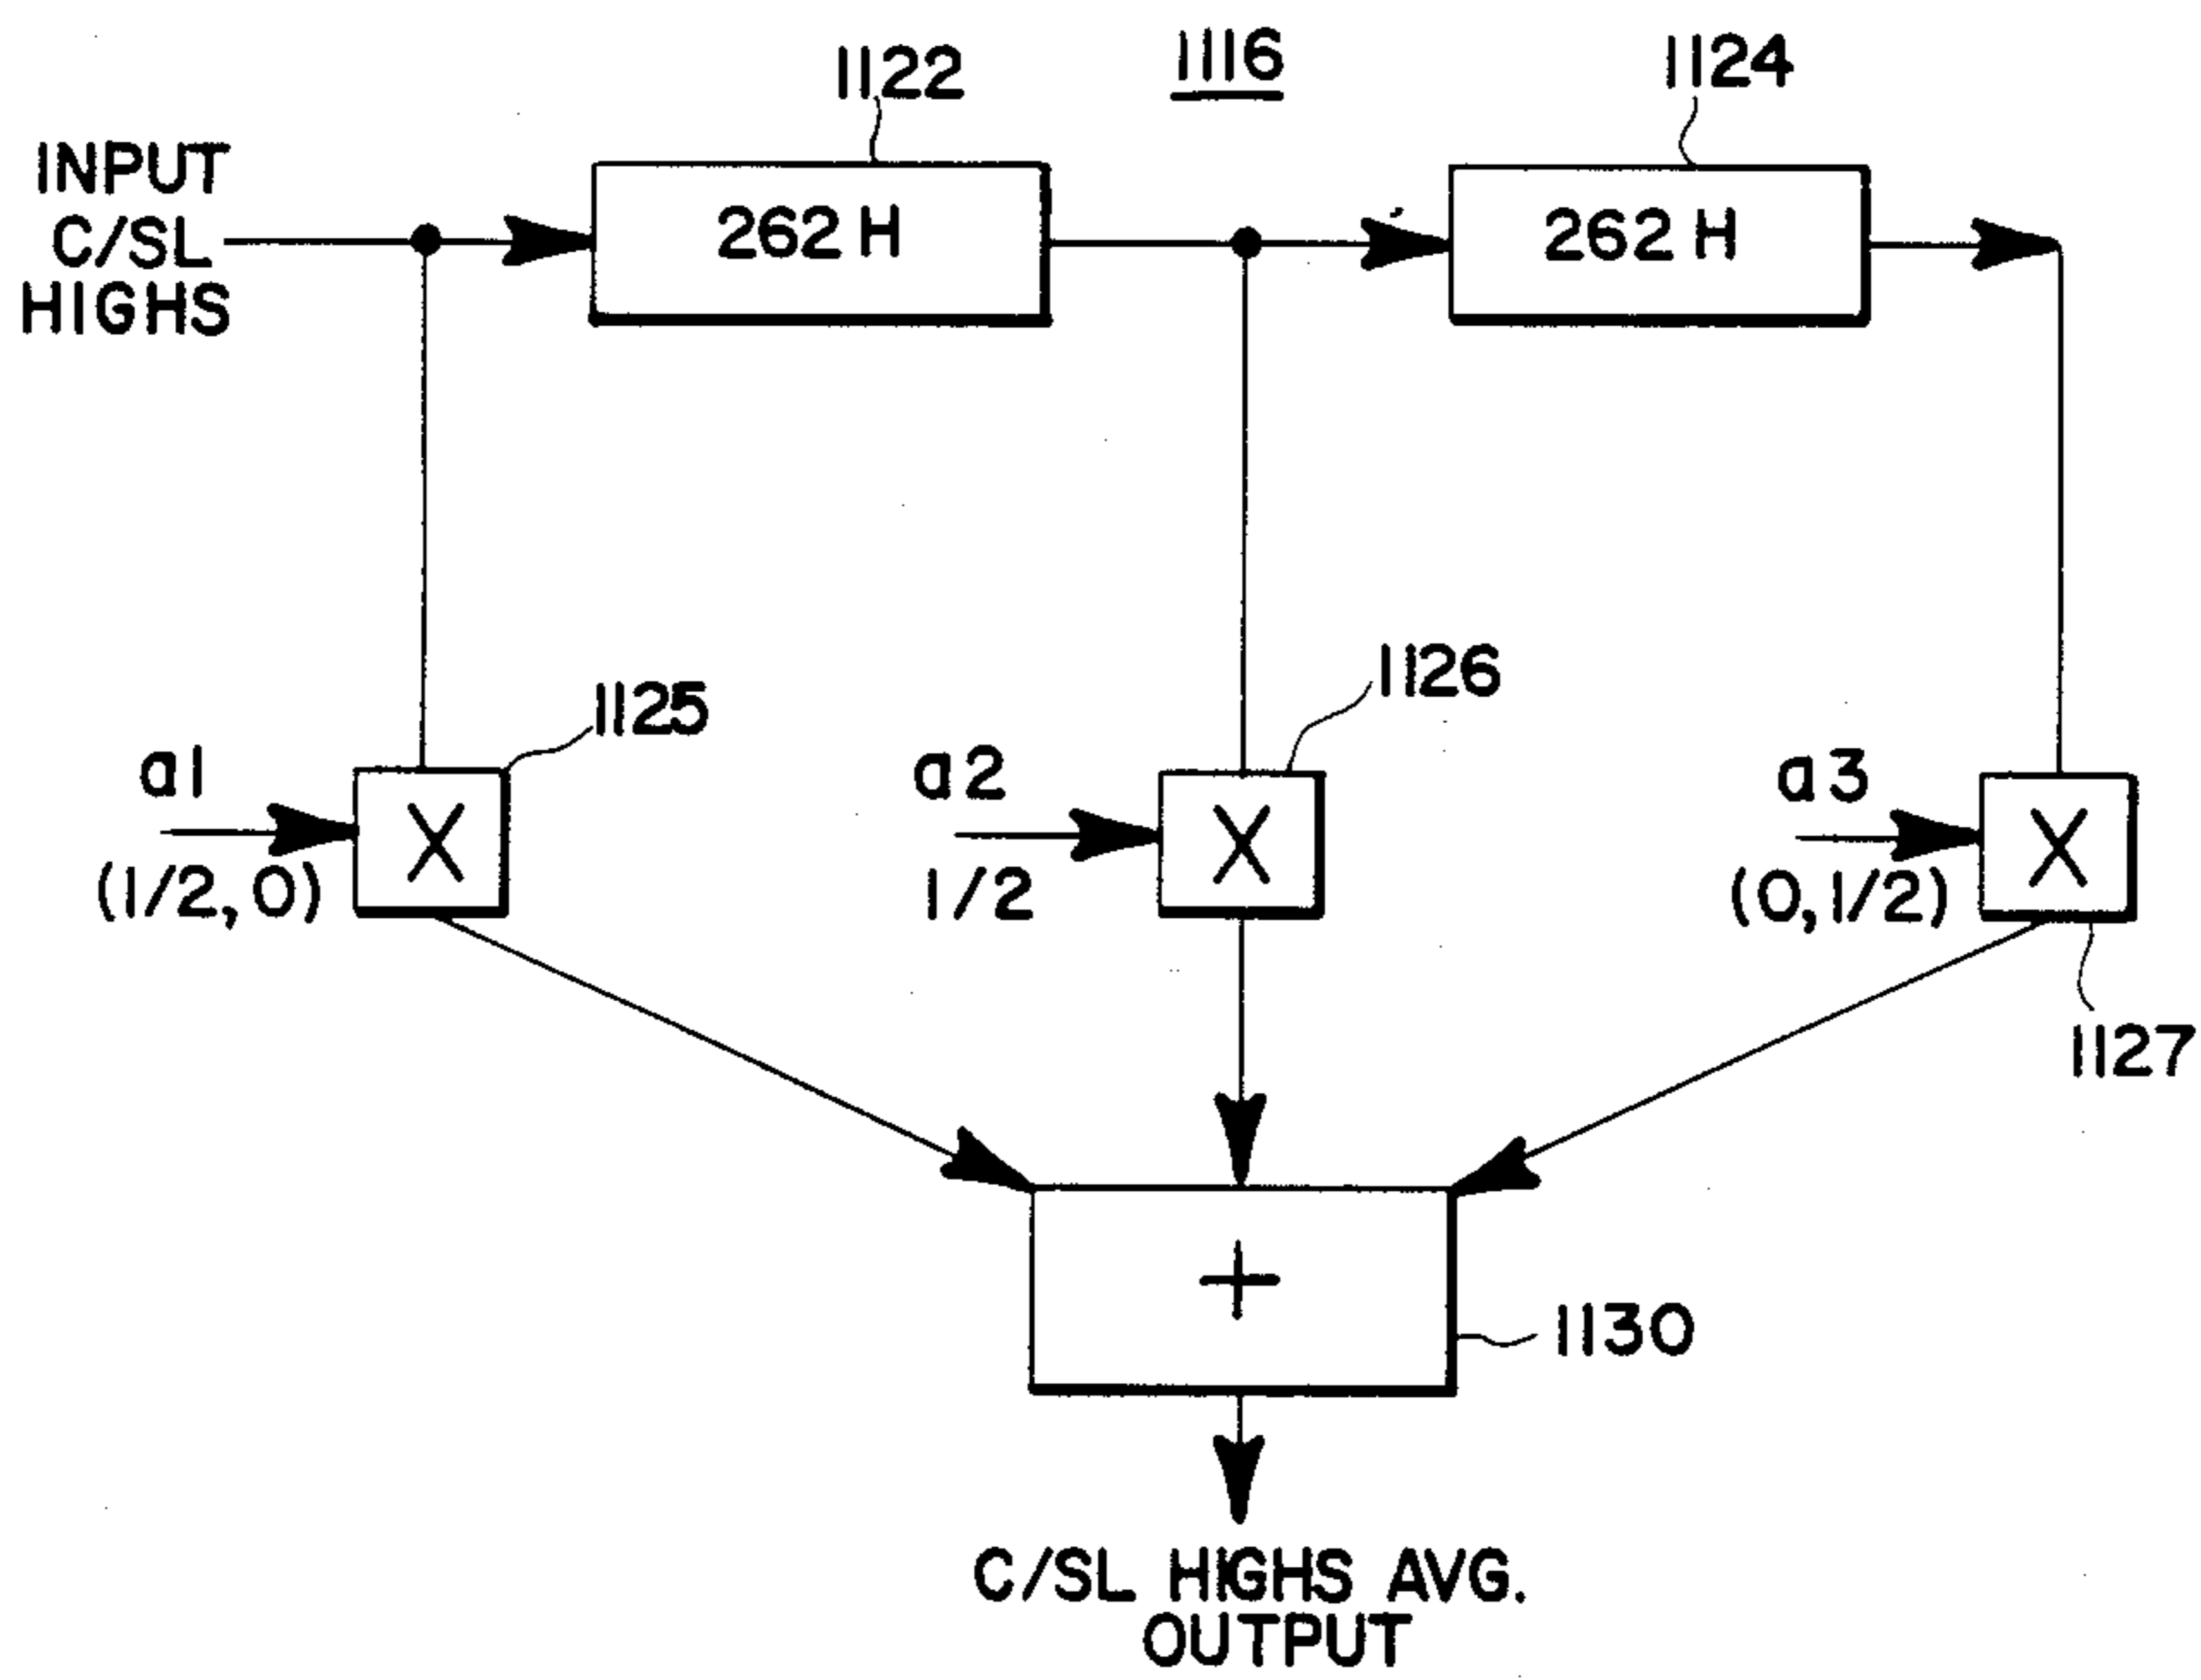 1116
1122
1124
INPUT
C/SL
HIGHS
262 H
262 H
1125
1126
a1
X
(1/2, 0)
a2
X
1/2
a3
X
(0, 1/2)
1127
+
1130
C/SL HIGHS AVG.
OUTPUT